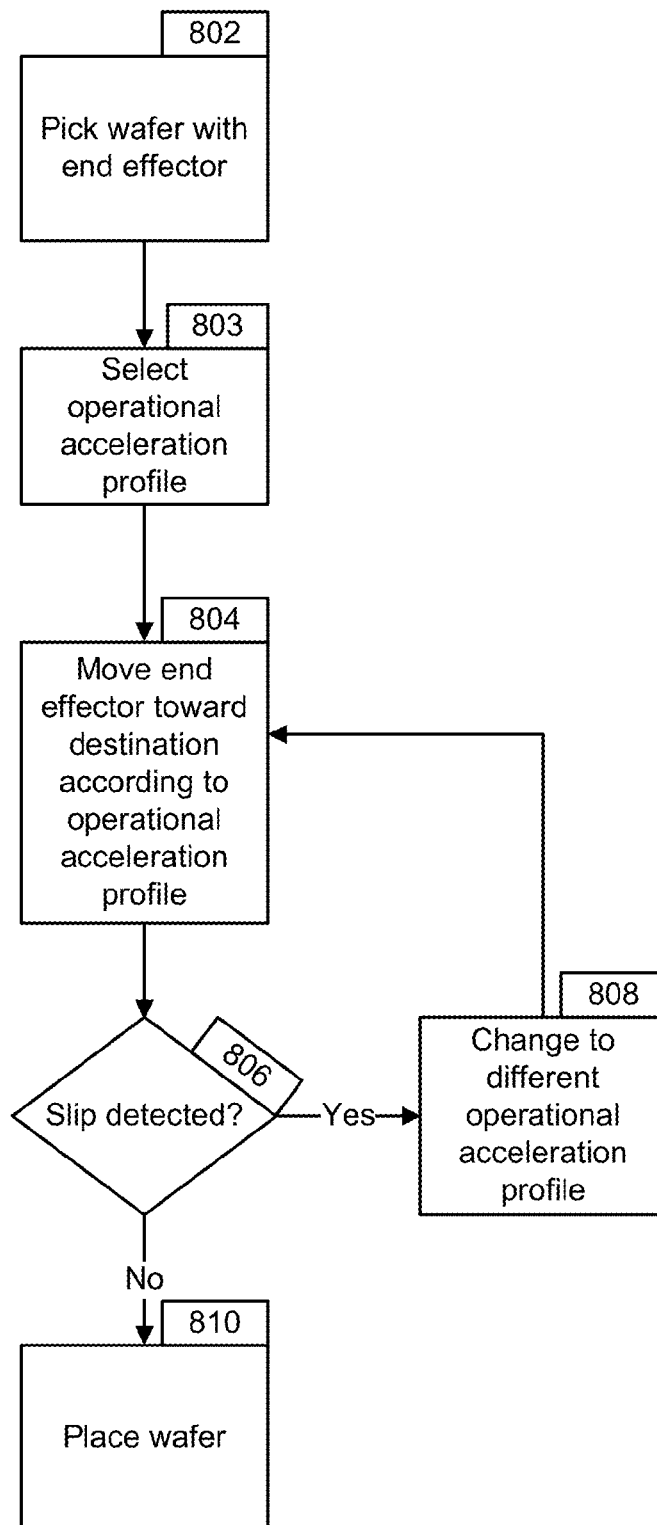 802
Pick wafer with
end effector
803
Select
operational
acceleration
profile
804
Move end
effector toward
destination
according to
operational
acceleration
profile
806
Slip detected?
Yes
808
Change to
different
operational
acceleration
profile
No
810
Place wafer